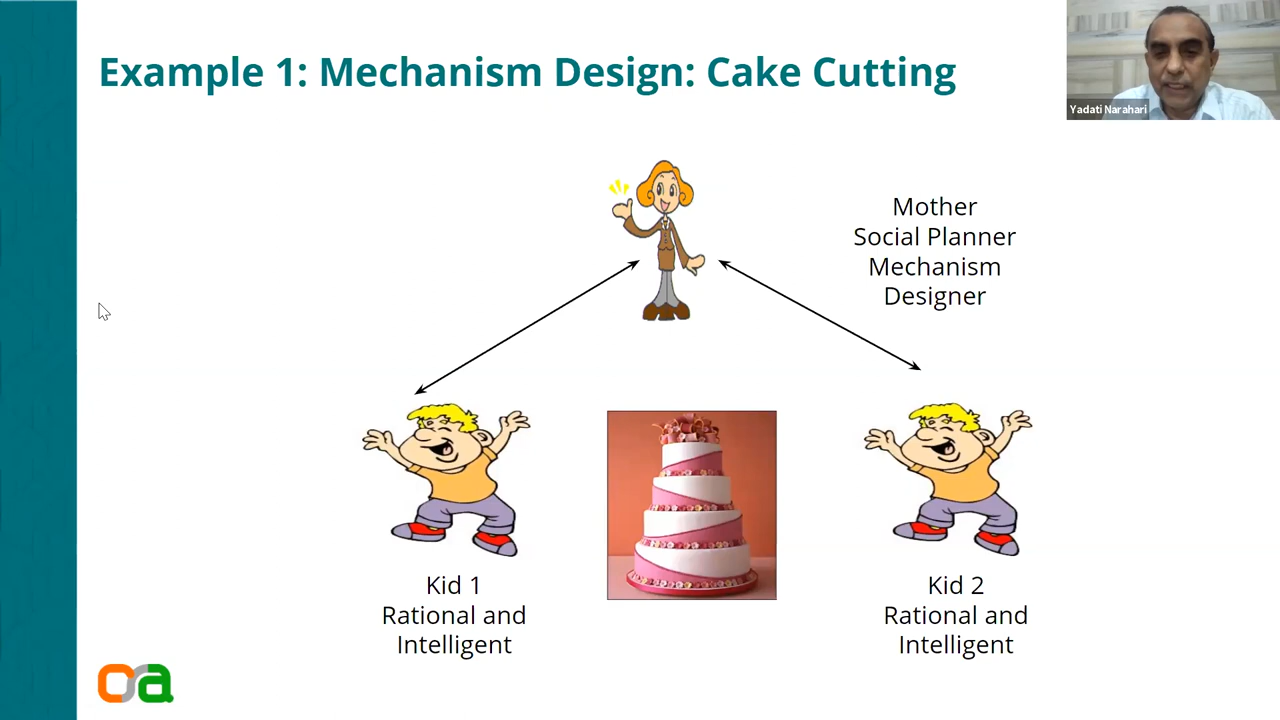 Example 1: Mechanism Design: Cake Cutting
Yadati Narahari
Mother
Social Planner
Mechanism
Designer
Kid 1
Rational and
Intelligent
Kid 2
Rational and
Intelligent